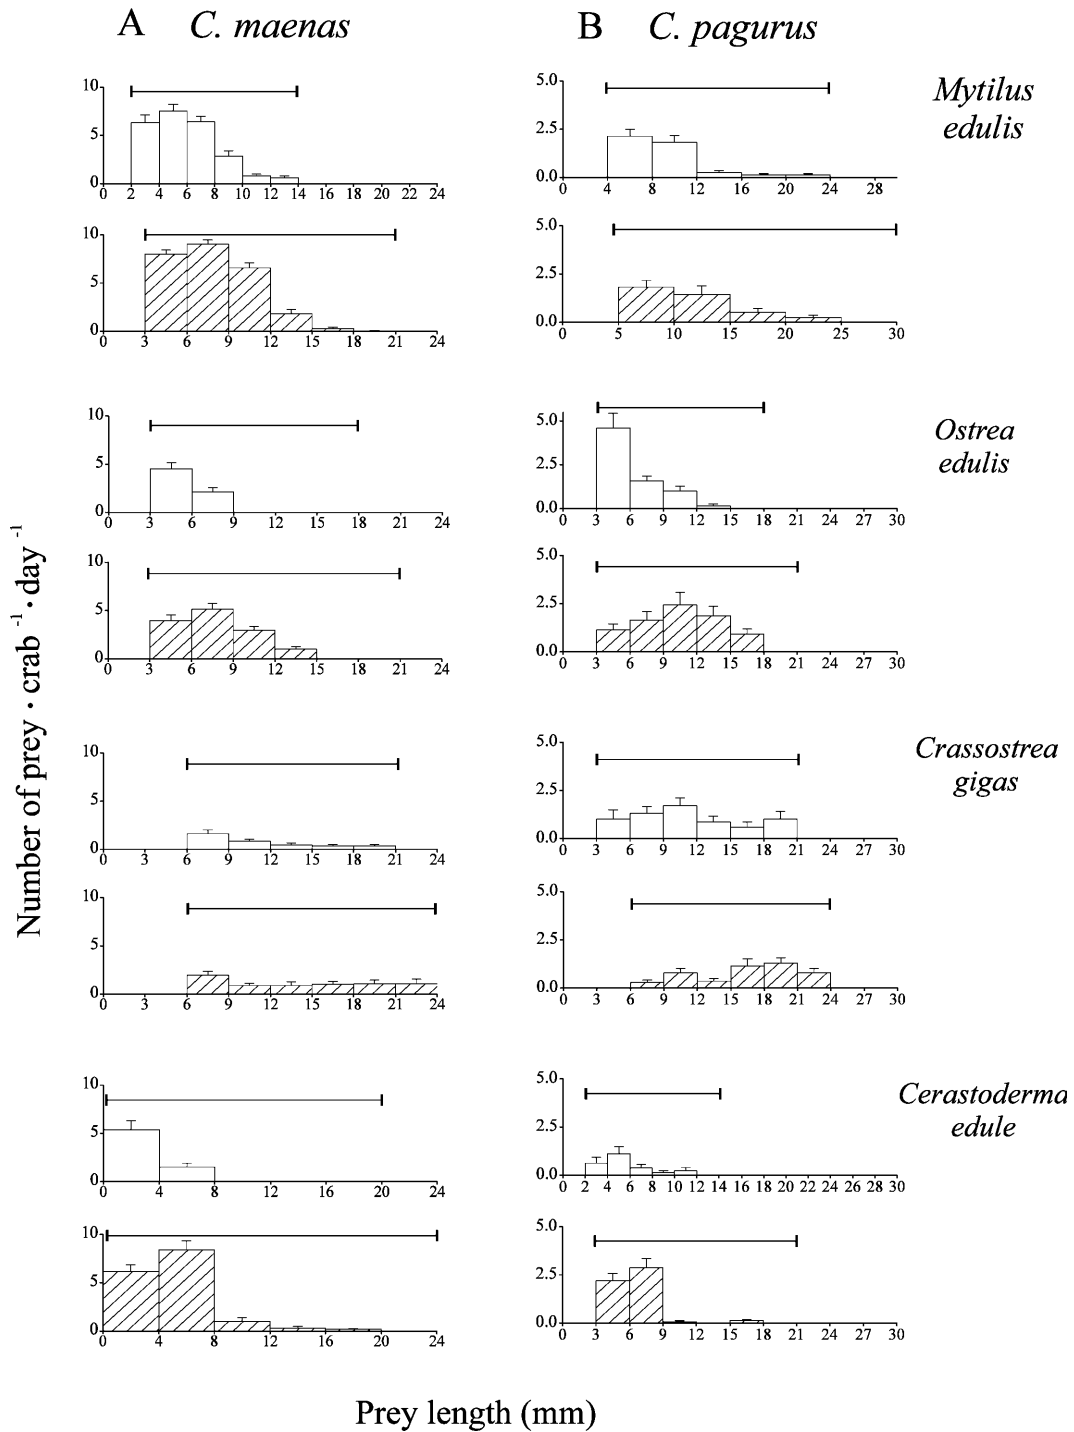 A C. maenas B C. pagurus
Mytilus
edulis
Ostrea
edulis
Crassostrea
gigas
Cerastoderma
edule
Number of prey · crab -1 · day -1
10
5
0
0 2 4 6 8 10 12 14 16 18 20 22 24
5.0
2.5
0.0
0 4 8 12 16 20 24 28
10
5
0
0 3 6 9 12 15 18 21 24
5.0
2.5
0.0
0 5 10 15 20 25 30
10
5
0
0 3 6 9 12 15 18 21 24
5.0
2.5
0.0
0 3 6 9 12 15 18 21 24 27 30
10
5
0
0 3 6 9 12 15 18 21 24
5.0
2.5
0.0
0 3 6 9 12 15 18 21 24 27 30
10
5
0
0 3 6 9 12 15 18 21 24
5.0
2.5
0.0
0 3 6 9 12 15 18 21 24 27 30
10
5
0
0 3 6 9 12 15 18 21 24
5.0
2.5
0.0
0 3 6 9 12 15 18 21 24 27 30
10
5
0
0 4 8 12 16 20 24
5.0
2.5
0.0
0 2 4 6 8 10 12 14 16 18 20 22 24 26 28 30
10
5
0
0 4 8 12 16 20 24
5.0
2.5
0.0
0 3 6 9 12 15 18 21 24 27 30
Prey length (mm)